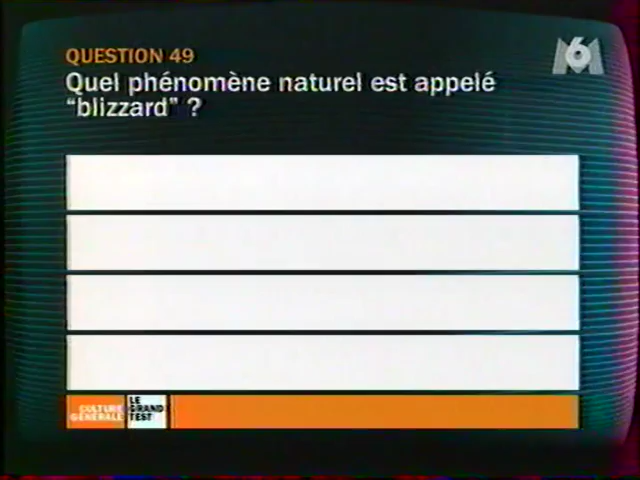 QUESTION 49
M6
Quel phénomène naturel est appelé
"blizzard" ?
CULTURE
GÉNÉRALE
LE
GRAND
TEST